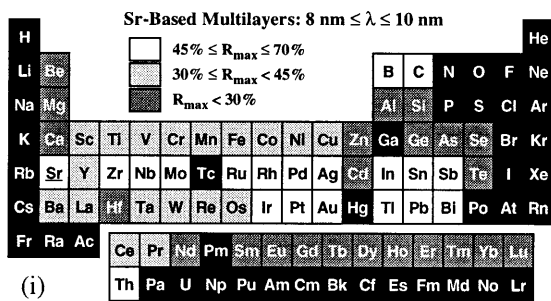 Sr-Based Multilayers: 8 nm ≤ λ ≤ 10 nm
45% ≤ Rmax ≤ 70%
30% ≤ Rmax < 45%
Rmax < 30%
H He
Li Be B C N O F Ne
Na Mg Al Si P S Cl Ar
K Ca Sc Ti V Cr Mn Fe Co Ni Cu Zn Ga Ge As Se Br Kr
Rb Sr Y Zr Nb Mo Tc Ru Rh Pd Ag Cd In Sn Sb Te I Xe
Cs Ba La Hf Ta W Re Os Ir Pt Au Hg Tl Pb Bi Po At Rn
Fr Ra Ac
Ce Pr Nd Pm Sm Eu Gd Tb Dy Ho Er Tm Yb Lu
Th Pa U Np Pu Am Cm Bk Cf Es Fm Md No Lr
(i)